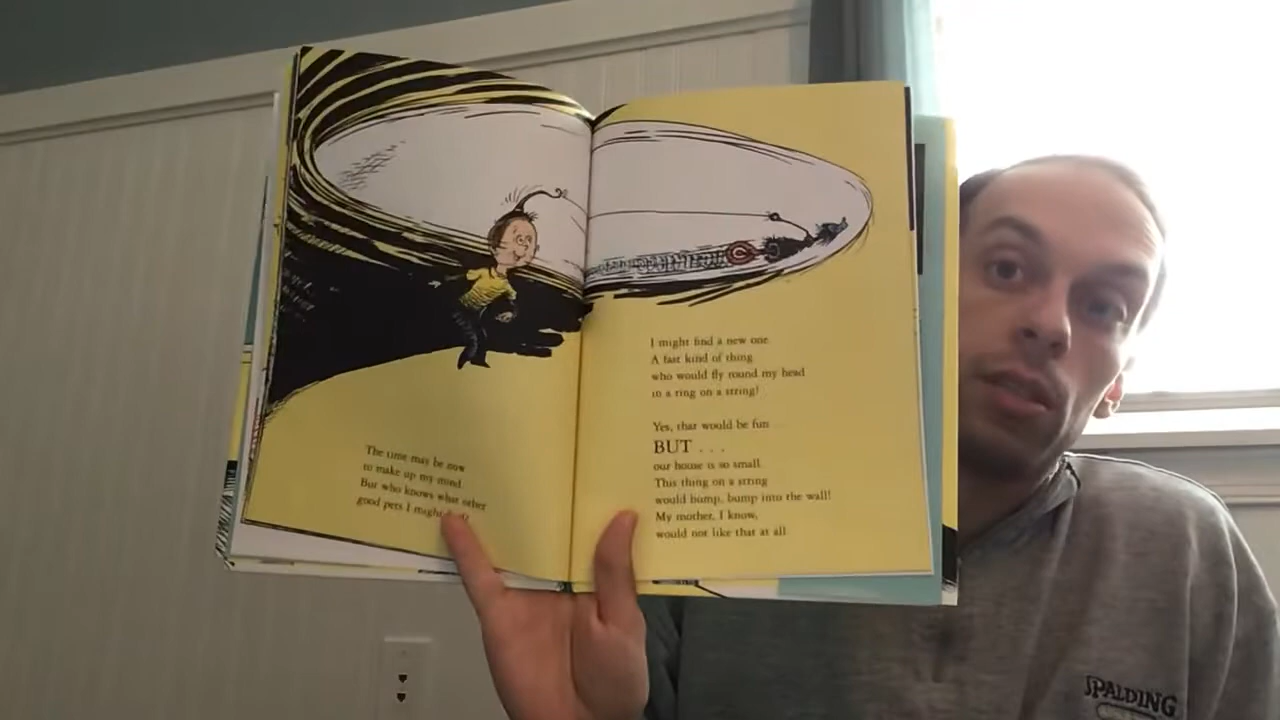 The time may be now
to make up my mind.
But who knows what other
good pets I might
I might find a new one.
A fast kind of thing
who would fly round my head
in a ring on a string!
Yes, that would be fun . . .
BUT . . .
our house is so small.
This thing on a string
would bump, bump into the wall!
My mother, I know,
would not like that at all.
SPALDING